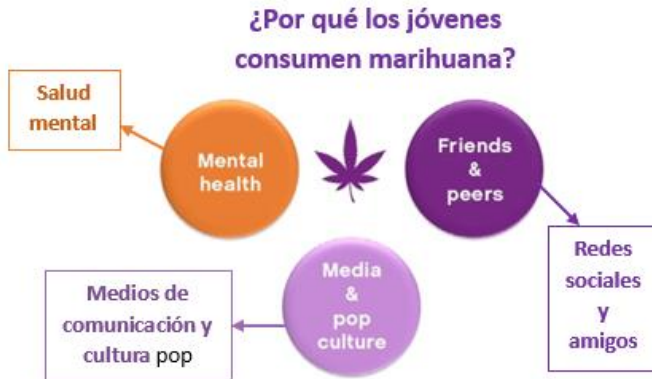 ¿Por qué los jóvenes
consumen marihuana?
Salud
mental
Mental
health
Friends
&
peers
Redes
sociales
y
amigos
Media
&
pop
culture
Medios de
comunicación y
cultura pop